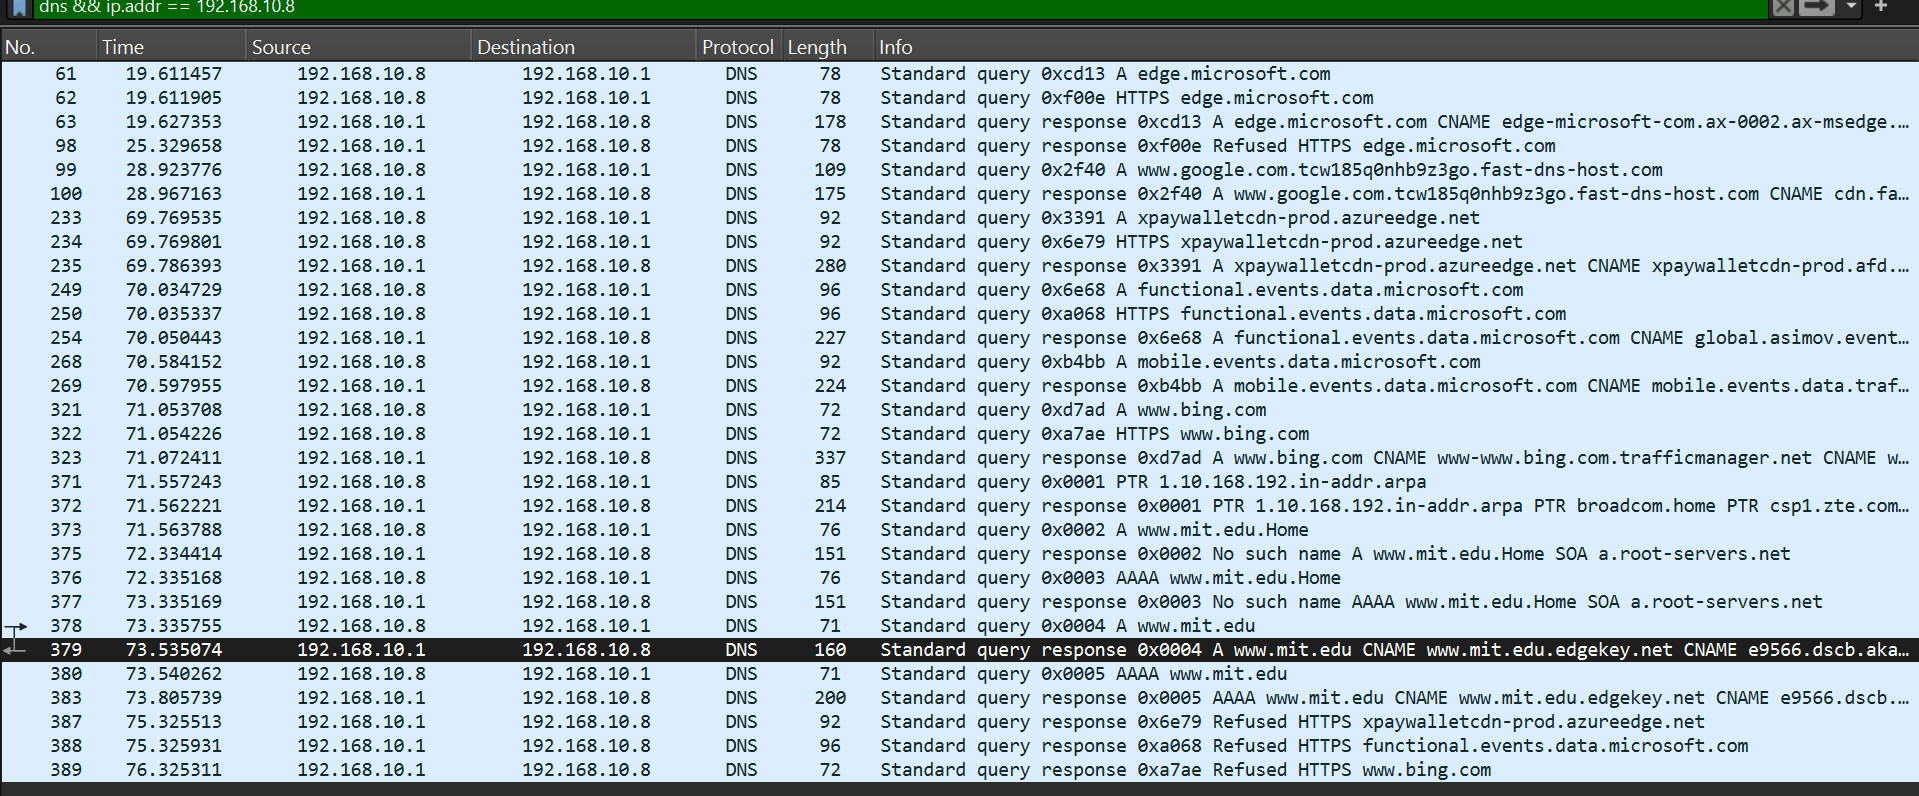 dns && ip.addr == 192.168.10.8
No. Time Source Destination Protocol Length Info
61 19.611457 192.168.10.8 192.168.10.1 DNS 78 Standard query 0xcd13 A edge.microsoft.com
62 19.611905 192.168.10.8 192.168.10.1 DNS 78 Standard query 0xf00e HTTPS edge.microsoft.com
63 19.627353 192.168.10.1 192.168.10.8 DNS 178 Standard query response 0xcd13 A edge.microsoft.com CNAME edge-microsoft-com.ax-0002.ax-msedge.…
98 25.329658 192.168.10.1 192.168.10.8 DNS 78 Standard query response 0xf00e Refused HTTPS edge.microsoft.com
99 28.923776 192.168.10.8 192.168.10.1 DNS 109 Standard query 0x2f40 A www.google.com.tcw185q0nhb9z3go.fast-dns-host.com
100 28.967163 192.168.10.1 192.168.10.8 DNS 175 Standard query response 0x2f40 A www.google.com.tcw185q0nhb9z3go.fast-dns-host.com CNAME cdn.fa…
233 69.769535 192.168.10.8 192.168.10.1 DNS 92 Standard query 0x3391 A xpaywalletcdn-prod.azureedge.net
234 69.769801 192.168.10.8 192.168.10.1 DNS 92 Standard query 0x6e79 HTTPS xpaywalletcdn-prod.azureedge.net
235 69.786393 192.168.10.1 192.168.10.8 DNS 280 Standard query response 0x3391 A xpaywalletcdn-prod.azureedge.net CNAME xpaywalletcdn-prod.afd.…
249 70.034729 192.168.10.8 192.168.10.1 DNS 96 Standard query 0x6e68 A functional.events.data.microsoft.com
250 70.035337 192.168.10.8 192.168.10.1 DNS 96 Standard query 0xa068 HTTPS functional.events.data.microsoft.com
254 70.050443 192.168.10.1 192.168.10.8 DNS 227 Standard query response 0x6e68 A functional.events.data.microsoft.com CNAME global.asimov.event…
268 70.584152 192.168.10.8 192.168.10.1 DNS 92 Standard query 0xb4bb A mobile.events.data.microsoft.com
269 70.597955 192.168.10.1 192.168.10.8 DNS 224 Standard query response 0xb4bb A mobile.events.data.microsoft.com CNAME mobile.events.data.traf…
321 71.053708 192.168.10.8 192.168.10.1 DNS 72 Standard query 0xd7ad A www.bing.com
322 71.054226 192.168.10.8 192.168.10.1 DNS 72 Standard query 0xa7ae HTTPS www.bing.com
323 71.072411 192.168.10.1 192.168.10.8 DNS 337 Standard query response 0xd7ad A www.bing.com CNAME www-www.bing.com.trafficmanager.net CNAME w…
371 71.557243 192.168.10.8 192.168.10.1 DNS 85 Standard query 0x0001 PTR 1.10.168.192.in-addr.arpa
372 71.562221 192.168.10.1 192.168.10.8 DNS 214 Standard query response 0x0001 PTR 1.10.168.192.in-addr.arpa PTR broadcom.home PTR csp1.zte.com…
373 71.563788 192.168.10.8 192.168.10.1 DNS 76 Standard query 0x0002 A www.mit.edu.Home
375 72.334414 192.168.10.1 192.168.10.8 DNS 151 Standard query response 0x0002 No such name A www.mit.edu.Home SOA a.root-servers.net
376 72.335168 192.168.10.8 192.168.10.1 DNS 76 Standard query 0x0003 AAAA www.mit.edu.Home
377 73.335169 192.168.10.1 192.168.10.8 DNS 151 Standard query response 0x0003 No such name AAAA www.mit.edu.Home SOA a.root-servers.net
378 73.335755 192.168.10.8 192.168.10.1 DNS 71 Standard query 0x0004 A www.mit.edu
379 73.535074 192.168.10.1 192.168.10.8 DNS 160 Standard query response 0x0004 A www.mit.edu CNAME www.mit.edu.edgekey.net CNAME e9566.dscb.aka…
380 73.540262 192.168.10.8 192.168.10.1 DNS 71 Standard query 0x0005 AAAA www.mit.edu
383 73.805739 192.168.10.1 192.168.10.8 DNS 200 Standard query response 0x0005 AAAA www.mit.edu CNAME www.mit.edu.edgekey.net CNAME e9566.dscb.…
387 75.325513 192.168.10.1 192.168.10.8 DNS 92 Standard query response 0x6e79 Refused HTTPS xpaywalletcdn-prod.azureedge.net
388 75.325931 192.168.10.1 192.168.10.8 DNS 96 Standard query response 0xa068 Refused HTTPS functional.events.data.microsoft.com
389 76.325311 192.168.10.1 192.168.10.8 DNS 72 Standard query response 0xa7ae Refused HTTPS www.bing.com